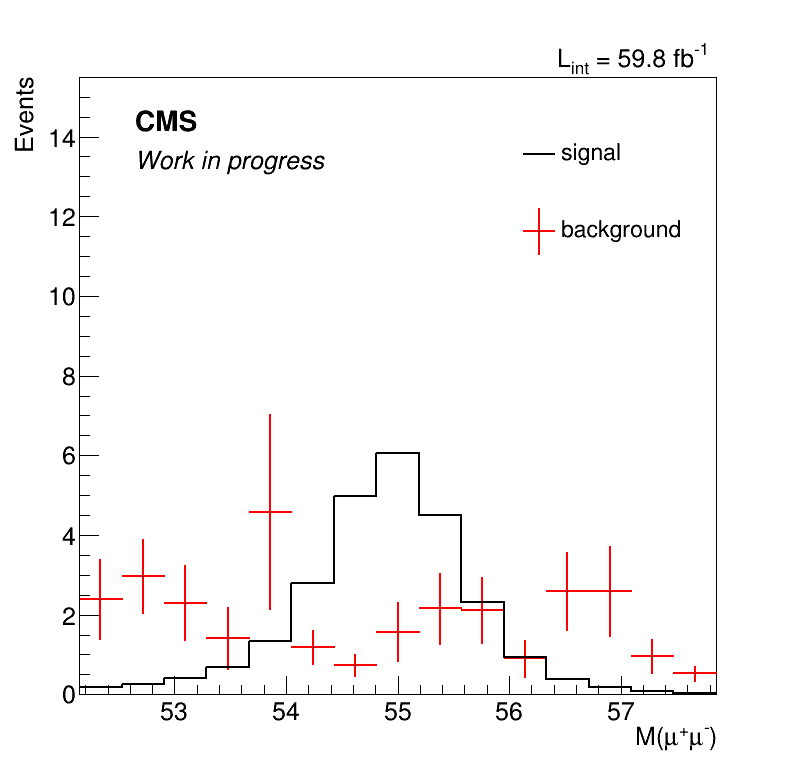 L_int = 59.8 fb⁻¹
Events
CMS
Work in progress
signal
background
14
12
10
8
6
4
2
0
53 54 55 56 57
M(μ⁺μ⁻)